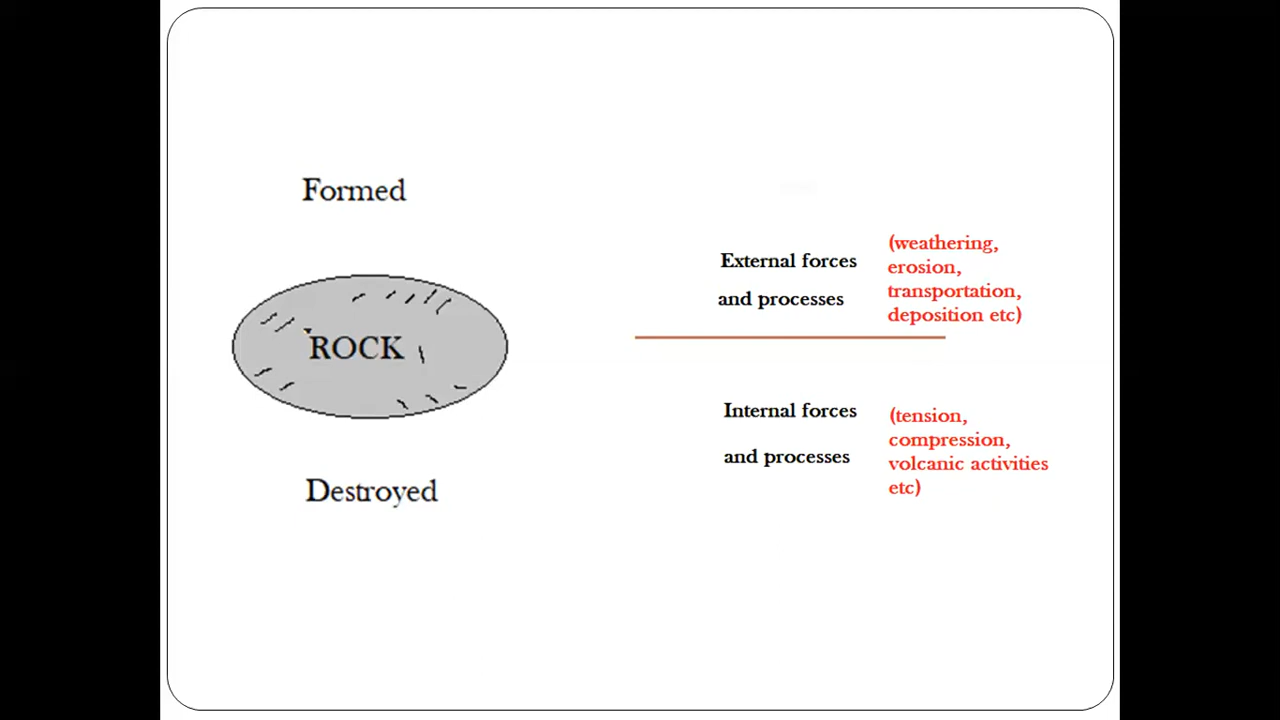 Formed
ROCK
Destroyed
External forces
and processes
(weathering,
erosion,
transportation,
deposition etc)
Internal forces
and processes
(tension,
compression,
volcanic activities
etc)